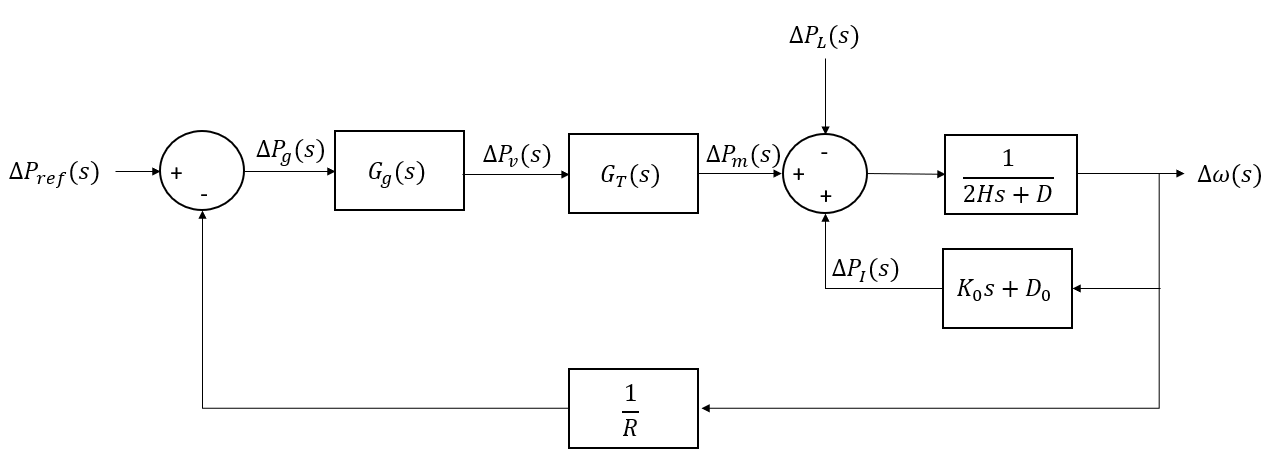 ΔP_L(s)
ΔP_ref(s)
+
-
ΔP_g(s)
G_g(s)
ΔP_v(s)
G_T(s)
ΔP_m(s)
-
+
+
1
2Hs + D
Δω(s)
ΔP_I(s)
K_0s + D_0
1
R